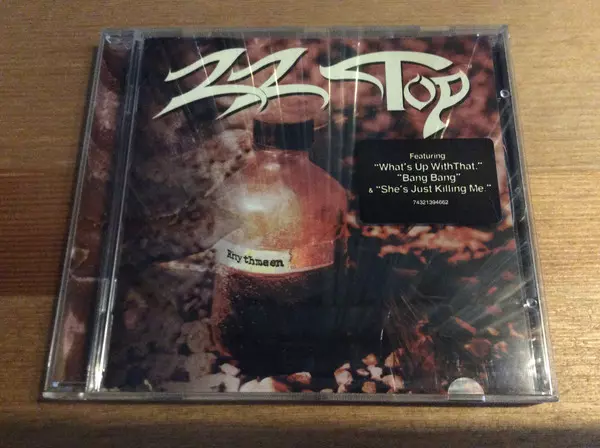 ZZ Top
Featuring
"What's Up WithThat."
"Bang Bang"
& "She's Just Killing Me."
74321394662
Rhythmeen